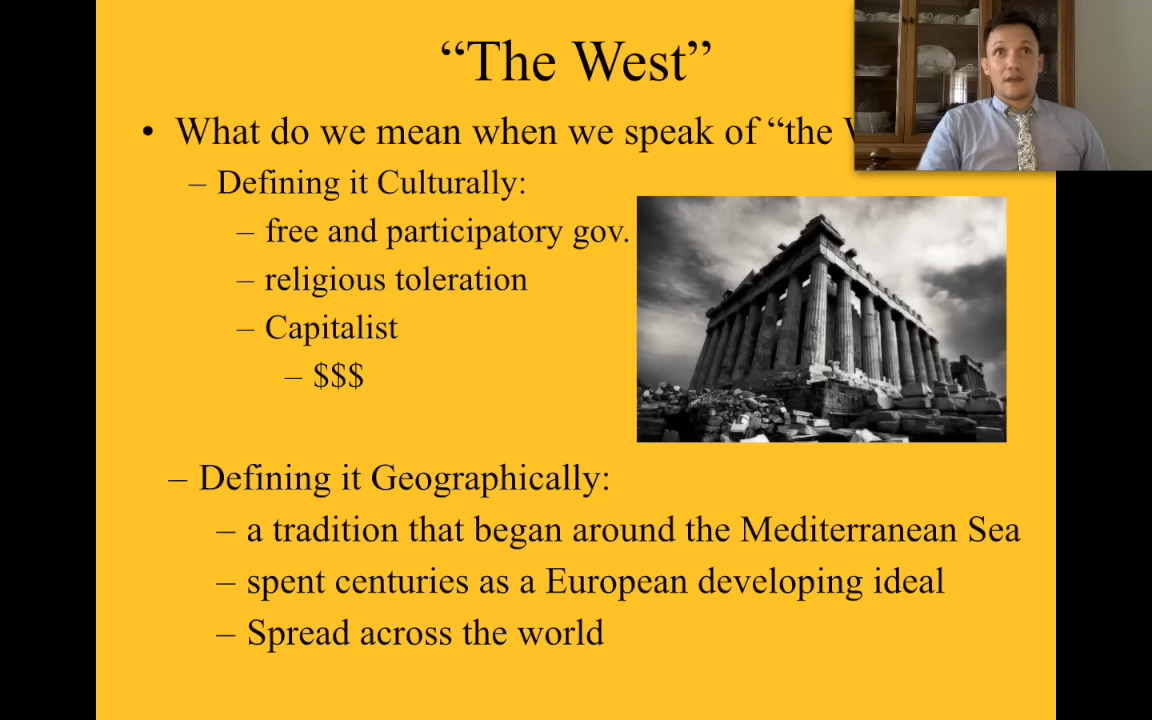 “The West”
• What do we mean when we speak of “the
– Defining it Culturally:
– free and participatory gov.
– religious toleration
– Capitalist
– $$$
– Defining it Geographically:
– a tradition that began around the Mediterranean Sea
– spent centuries as a European developing ideal
– Spread across the world